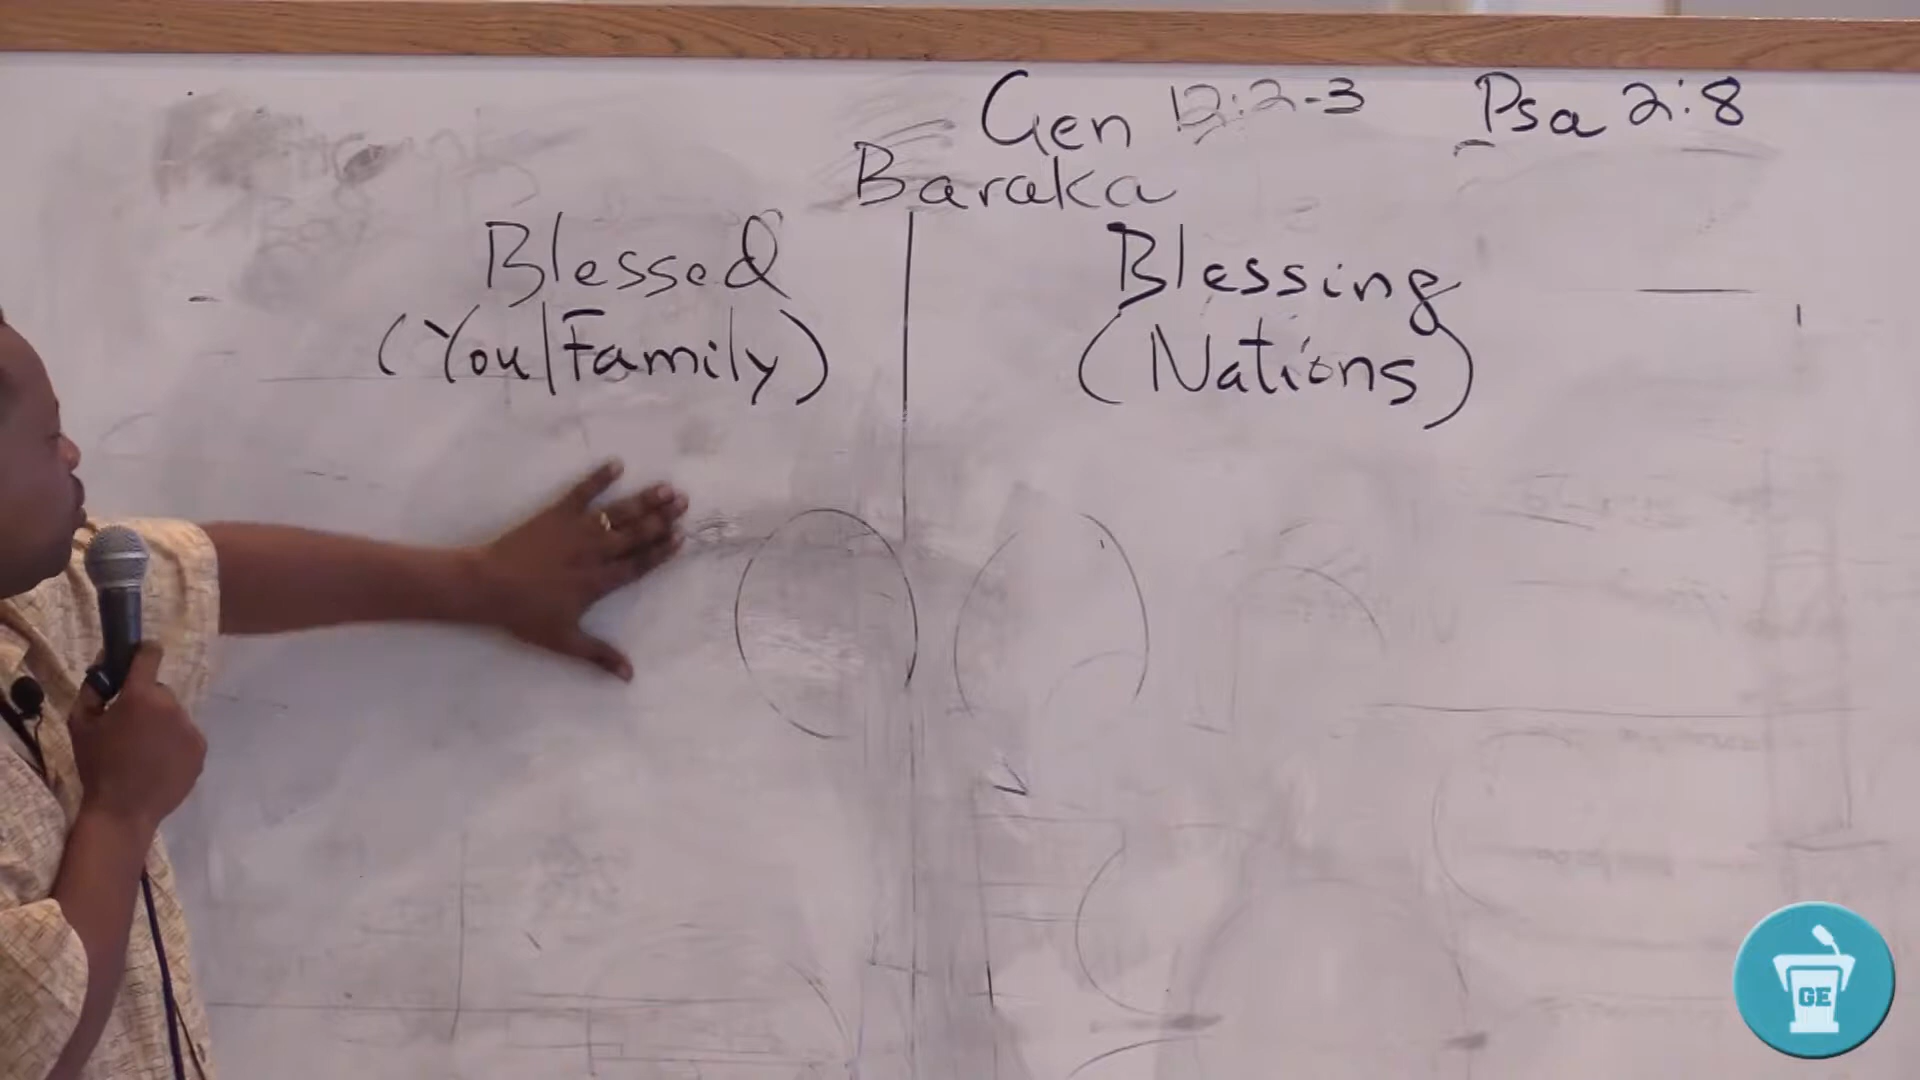 Gen 12:2-3 Psa 2:8
Baraka
Blessed Blessing
(You/Family) (Nations)
GE